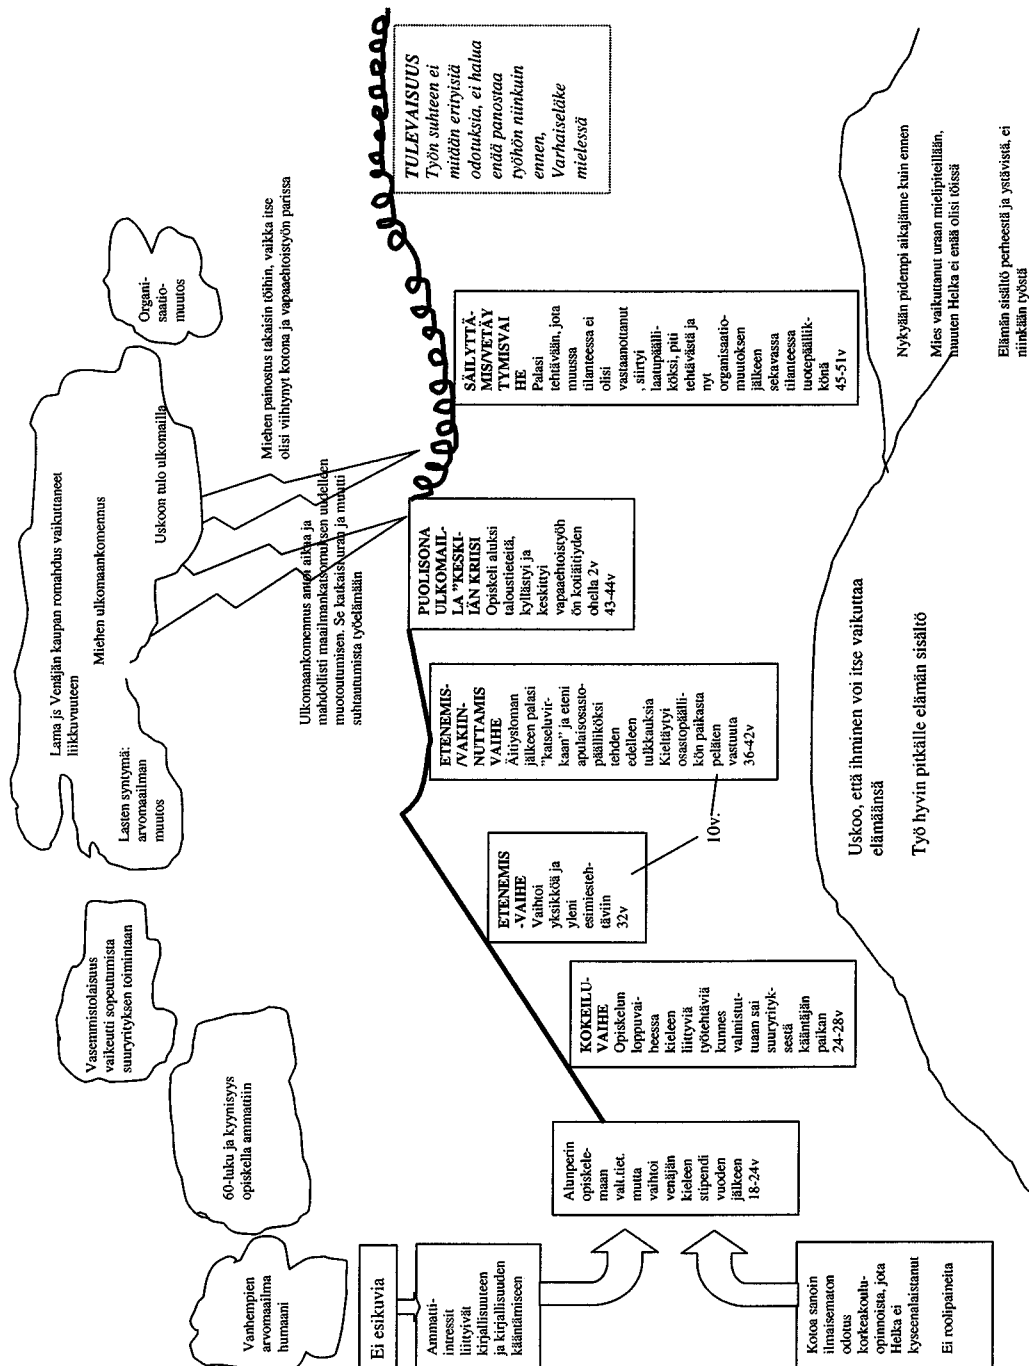 Vanhempien
arvomaailma
humaani
60-luku ja kyynisyys
opiskella ammattiin
Vasemmistolaisuus
vaikeutti sopeutumista
suuryrityksen toimintaan
Lasten syntymä:
arvomaailman
muutos
Lama js Venäjän kaupan romahdus vaikuttaneet
liikkuvuuteen
Miehen ulkomaankomennus
Uskoon tulo ulkomailla
Organi-
saatio-
muutos
Ulkomaankomennus antoi aikaa ja
mahdollisti maailmankatsomuksen uudelleen
muotoutumisen. Se katkaisi uran ja muutti
suhtautumista työelämään
Miehen painostus takaisin töihin, vaikka itse
olisi viihtynyt kotona ja vapaaehtoistyön parissa
Ei esikuvia
Ammatti-
intressit
liittyivät
kirjallisuuteen
ja kirjallisuuden
kääntämiseen
Kotoa sanoin
ilmaisematon
odotus
korkeakoulu-
opinnoista, jota
Helka ei
kyseenalaistanut
Ei roolipaineita
Alunperin
opiskele-
maan
valt.tiet.
mutta
vaihtoi
venäjän
kieleen
stipendi
vuoden
jälkeen
18-24v
KOKEILU-
VAIHE
Opiskelun
loppuvai-
heessa
kieleen
liittyviä
työtehtäviä
kunnes
valmistut-
tuaan sai
suuryrityk-
sestä
kääntäjän
paikan
24-28v
ETENEMIS
-VAIHE
Vaihtoi
yksikköä ja
yleni
esimiesteh-
täviin
32v
10v.
ETENEMIS-
/VAKIIN-
NUTTAMIS
VAIHE
Äitiysloman
jälkeen palasi
"katseluvir-
kaan" ja eteni
apulaisosasto-
päälliköksi
tehden
edelleen
tulkkauksia
Kieltäytyi
osastopäälli-
kön paikasta
peläten
vastuuta
36-42v
PUOLISONA
ULKOMAIL-
LA "KESKI-
IÄN KRIISI
Opiskeli aluksi
taloustieteitä,
kyllästyi ja
keskittyi
vapaaehtoistyöh
ön kotiäitiyden
ohella 2v
43-44v
SÄILYTTÄ-
MIS/VETÄY
TYMISVAI
HE
Palasi
tehtävään, jota
muussa
tilanteessa ei
olisi
vastaanottanut
, siirtyi
laatupäälli-
köksi, piti
tehtävästä ja
nyt
organisaatio-
muutoksen
jälkeen
sekavassa
tilanteessa
tuotepäällik-
könä
45-51v
TULEVAISUUS
Työn suhteen ei
mitään erityisiä
odotuksia, ei halua
enää panostaa
työhön niinkuin
ennen,
Varhaiseläke
mielessä
Uskoo, että ihminen voi itse vaikuttaa
elämäänsä
Työ hyvin pitkälle elämän sisältö
Nykyään pidempi aikajänne kuin ennen
Mies vaikuttanut uraan mielipiteillään,
muuten Helka ei enää olisi töissä
Elämän sisältö perheestä ja ystävistä, ei
niinkään työstä